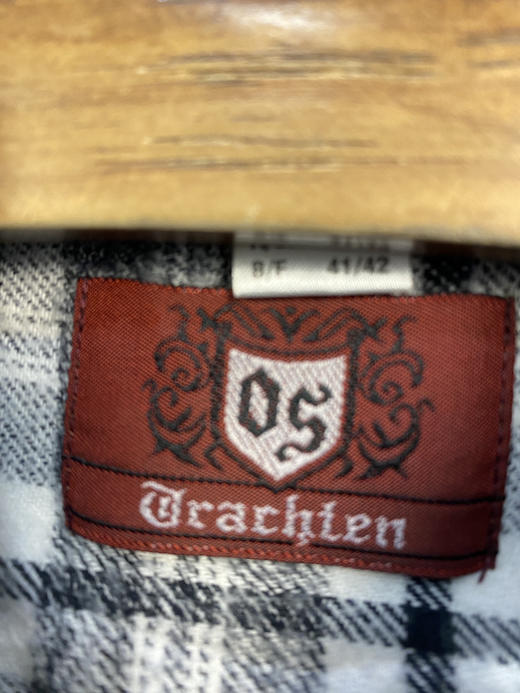 B/F 41/42
OS
Trachten